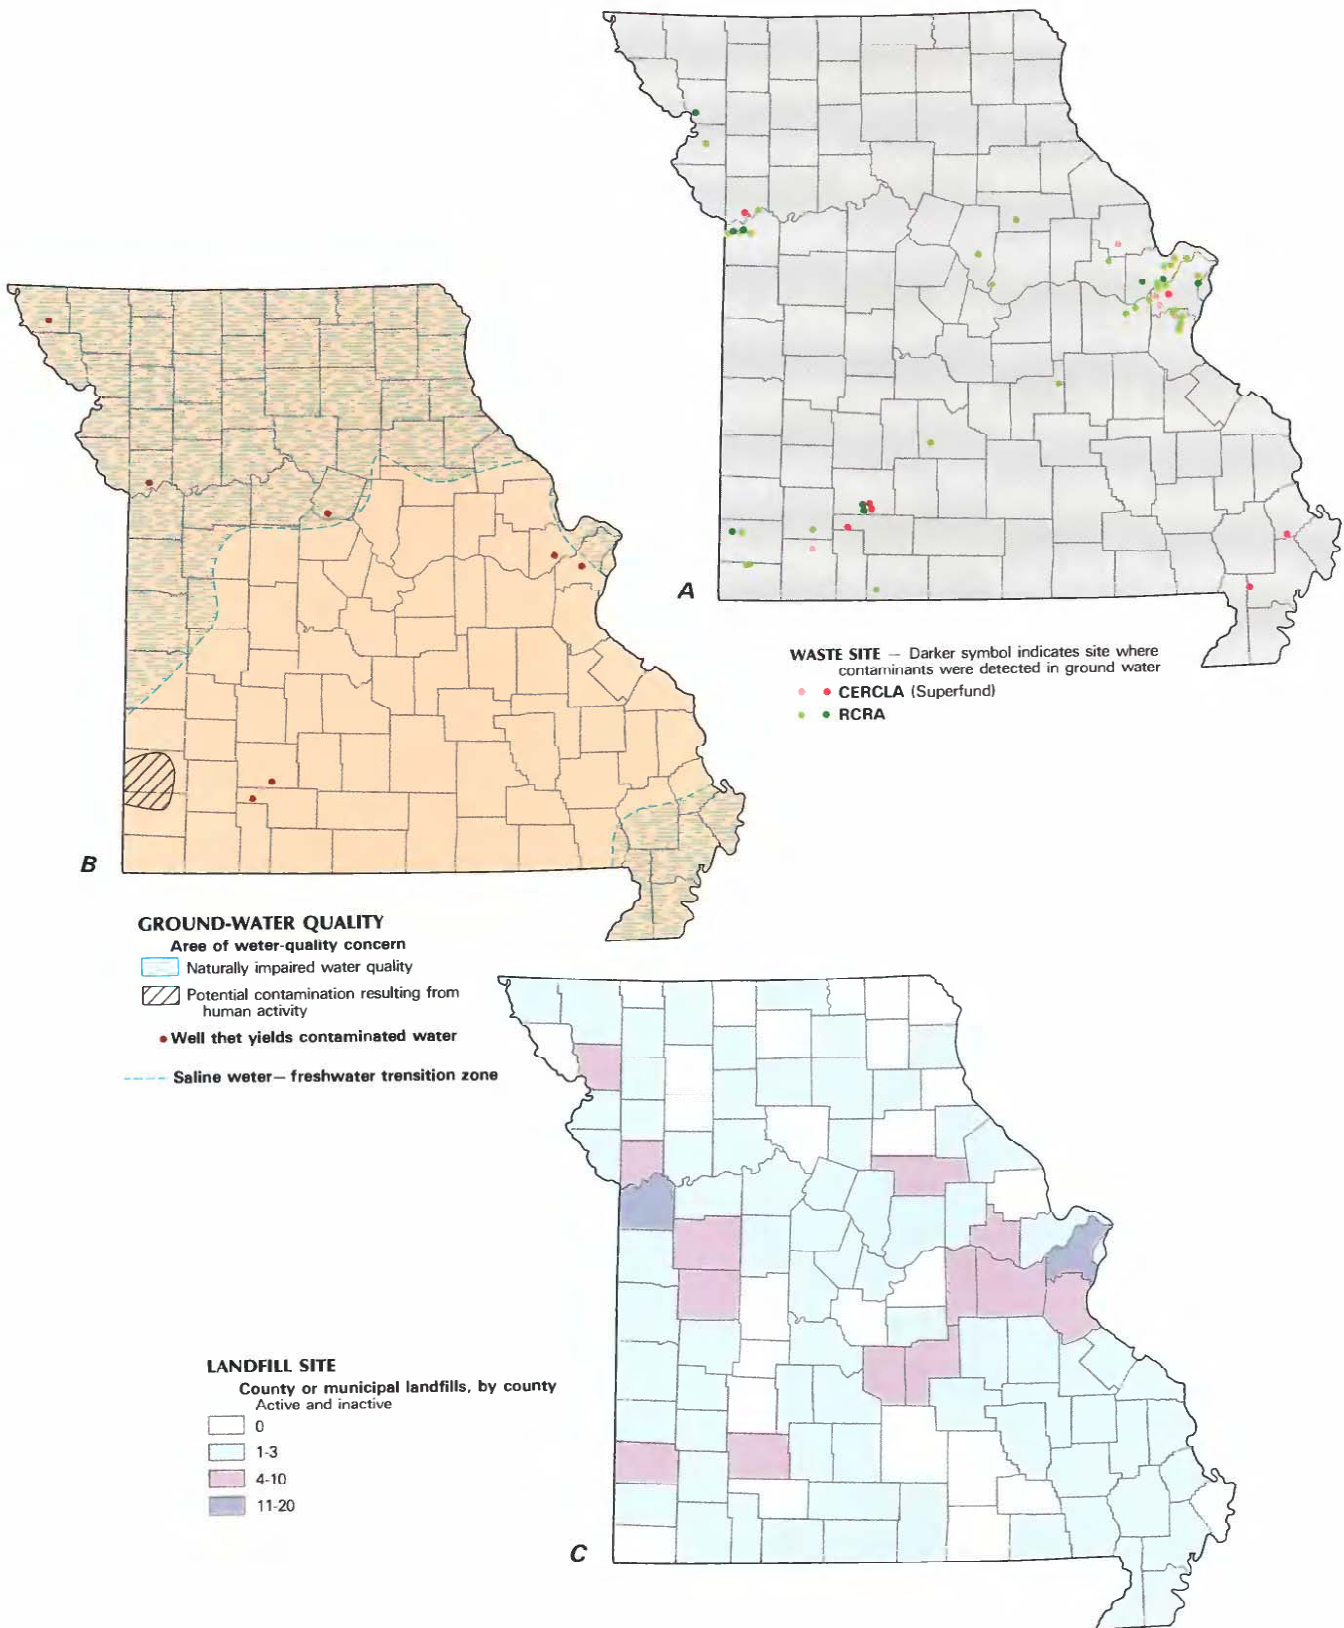 A
WASTE SITE — Darker symbol indicates site where
contaminants were detected in ground water
CERCLA (Superfund)
RCRA
B
GROUND-WATER QUALITY
Aree of weter-quality concern
Naturally impaired water quality
Potential contamination resulting from
human activity
Well thet yields contaminated water
Saline weter— freshwater trensition zone
LANDFILL SITE
County or municipal landfills, by county
Active and inactive
0
1-3
4-10
11-20
C